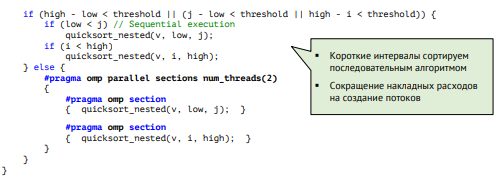 if (high - low < threshold || (j - low < threshold || high - i < threshold)) {
if (low < j) // Sequential execution
quicksort_nested(v, low, j);
if (i < high)
quicksort_nested(v, i, high);
} else {
#pragma omp parallel sections num_threads(2)
{
#pragma omp section
{ quicksort_nested(v, low, j); }
#pragma omp section
{ quicksort_nested(v, i, high); }
}
}
}
▪ Короткие интервалы сортируем
последовательным алгоритмом
▪ Сокращение накладных расходов
на создание потоков